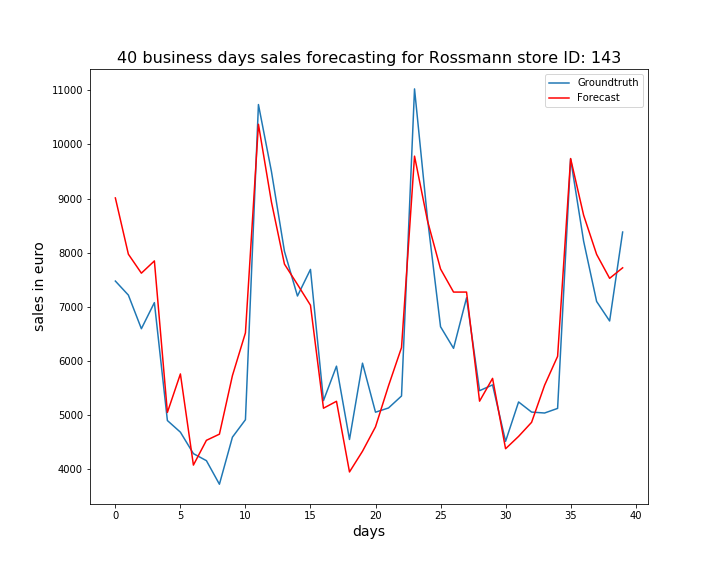 40 business days sales forecasting for Rossmann store ID: 143
Groundtruth
Forecast
11000
10000
9000
8000
7000
6000
5000
4000
sales in euro
0 5 10 15 20 25 30 35 40
days